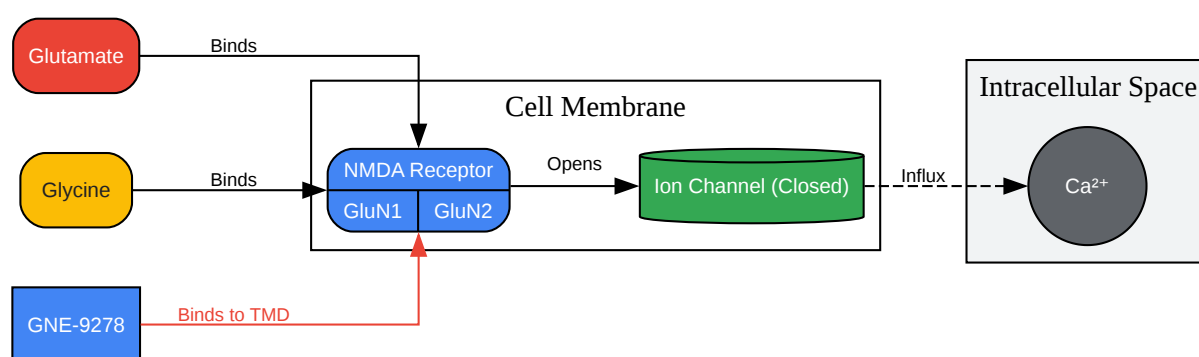 Glutamate
Binds
Cell Membrane
Intracellular Space
NMDA Receptor
GluN1
GluN2
Opens
Ion Channel (Closed)
Influx
Ca²⁺
Glycine
Binds
GNE-9278
Binds to TMD